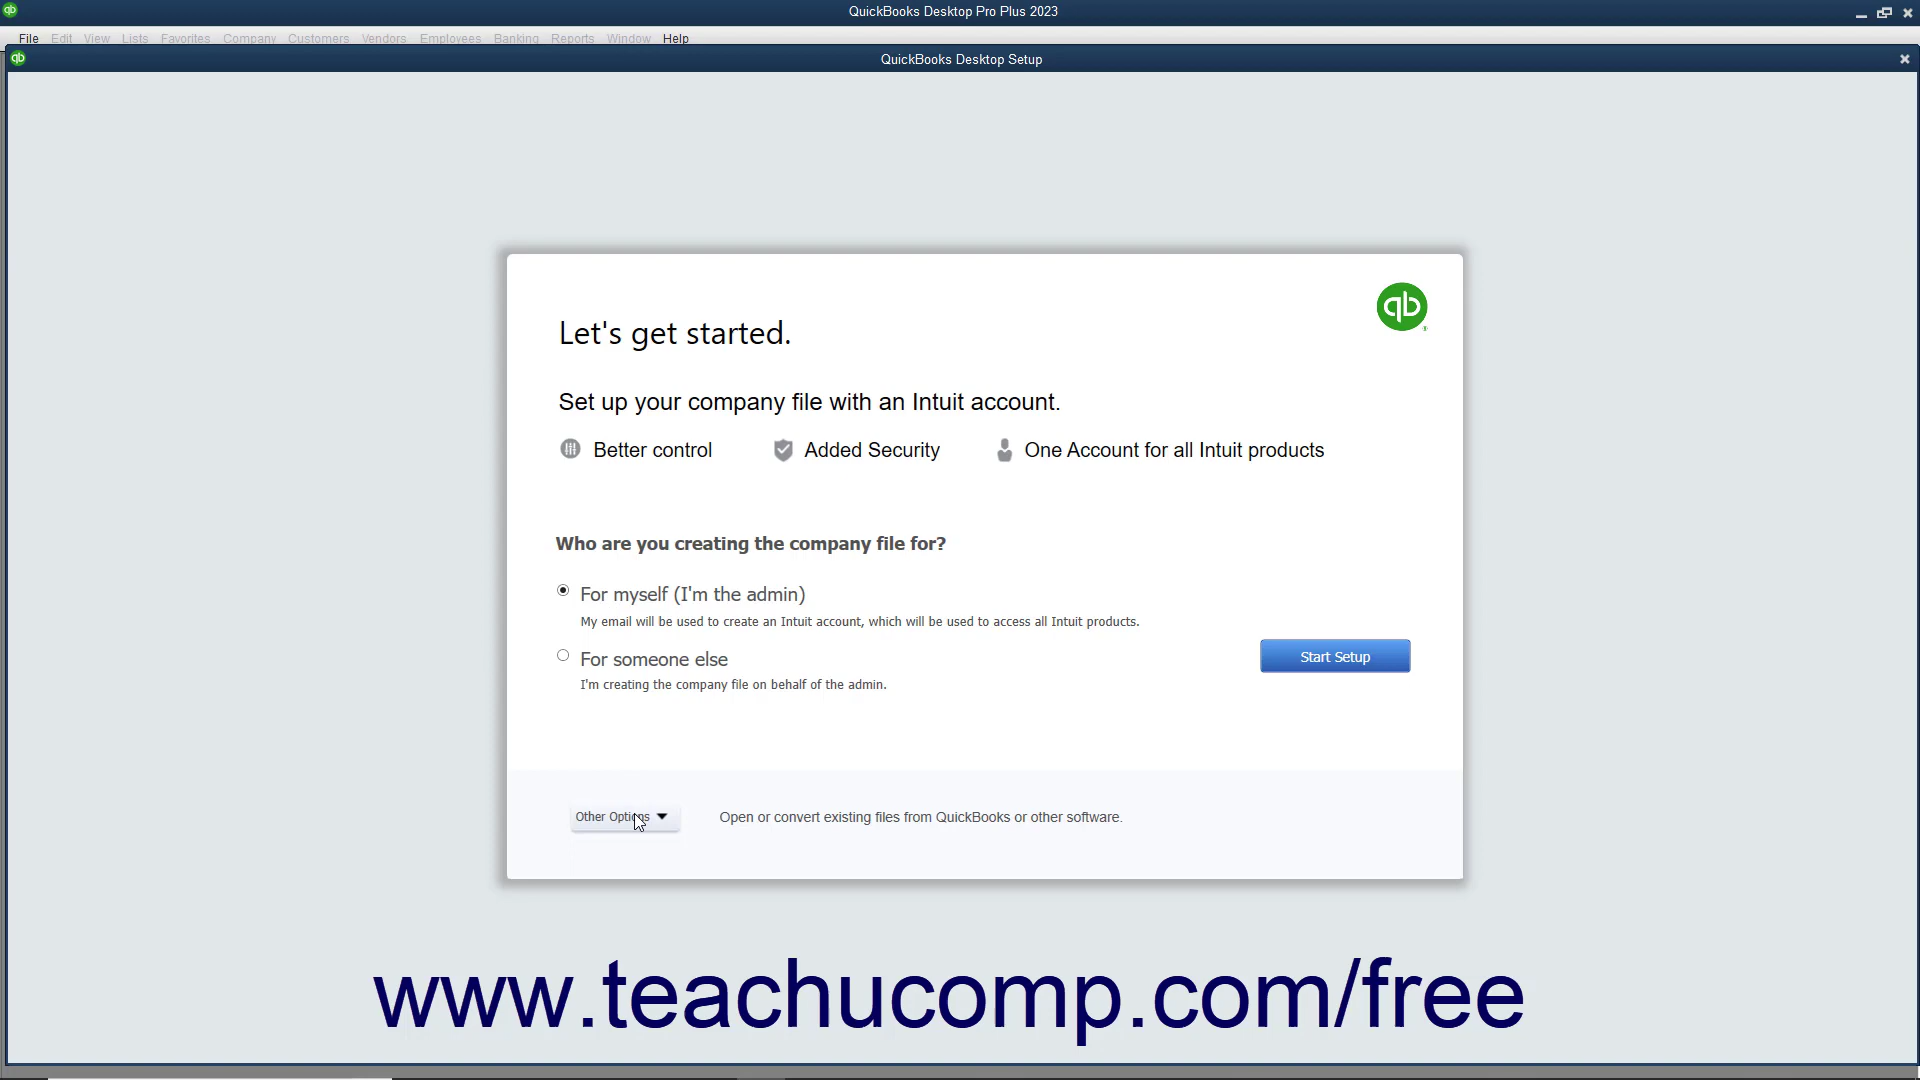 QuickBooks Desktop Pro Plus 2023
File Edit View Lists Favorites Company Customers Vendors Employees Banking Reports Window Help
QuickBooks Desktop Setup
qb
Let's get started.
Set up your company file with an Intuit account.
Better control Added Security One Account for all Intuit products
Who are you creating the company file for?
For myself (I'm the admin)
My email will be used to create an Intuit account, which will be used to access all Intuit products.
For someone else
I'm creating the company file on behalf of the admin.
Start Setup
Other Options Open or convert existing files from QuickBooks or other software.
www.teachucomp.com/free